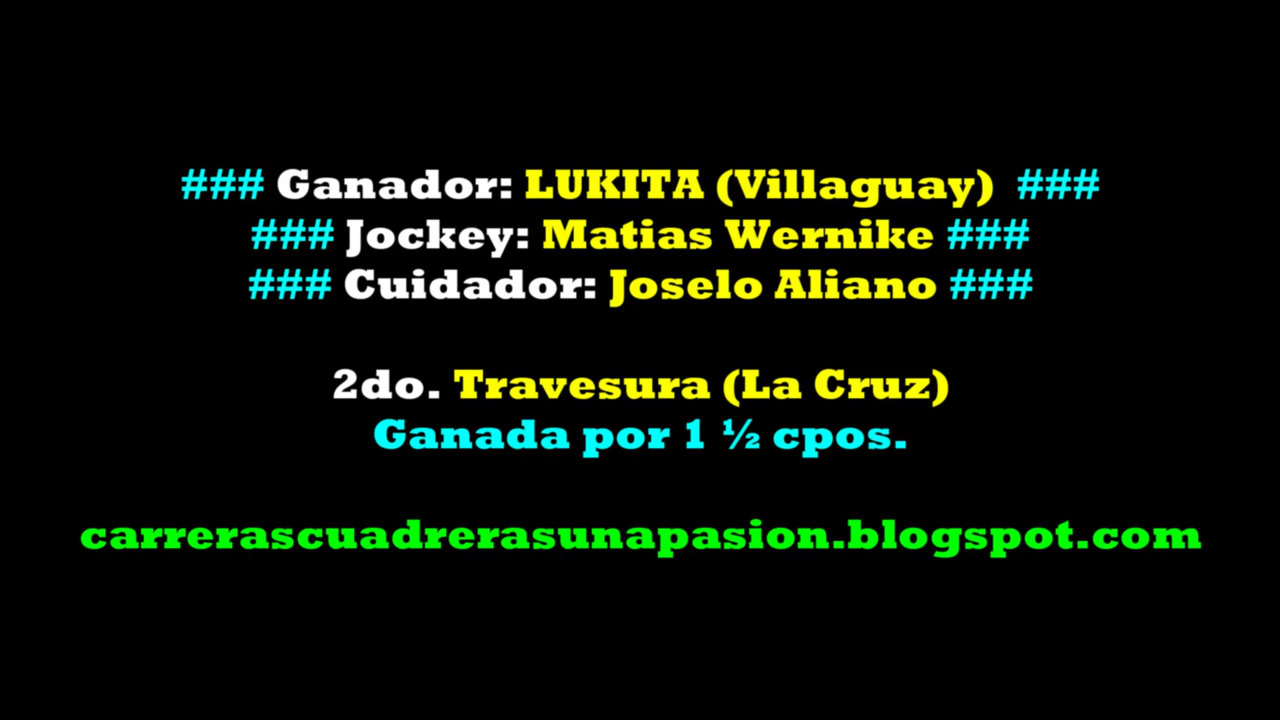 ### Ganador: LUKITA (Villaguay) ###
### Jockey: Matias Wernike ###
### Cuidador: Joselo Aliano ###
2do. Travesura (La Cruz)
Ganada por 1 ½ cpos.
carrerascuadrerasunapasion.blogspot.com